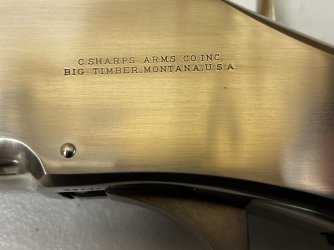 C SHARPS ARMS CO.INC.
BIG TIMBER,MONTANA,U.S.A.